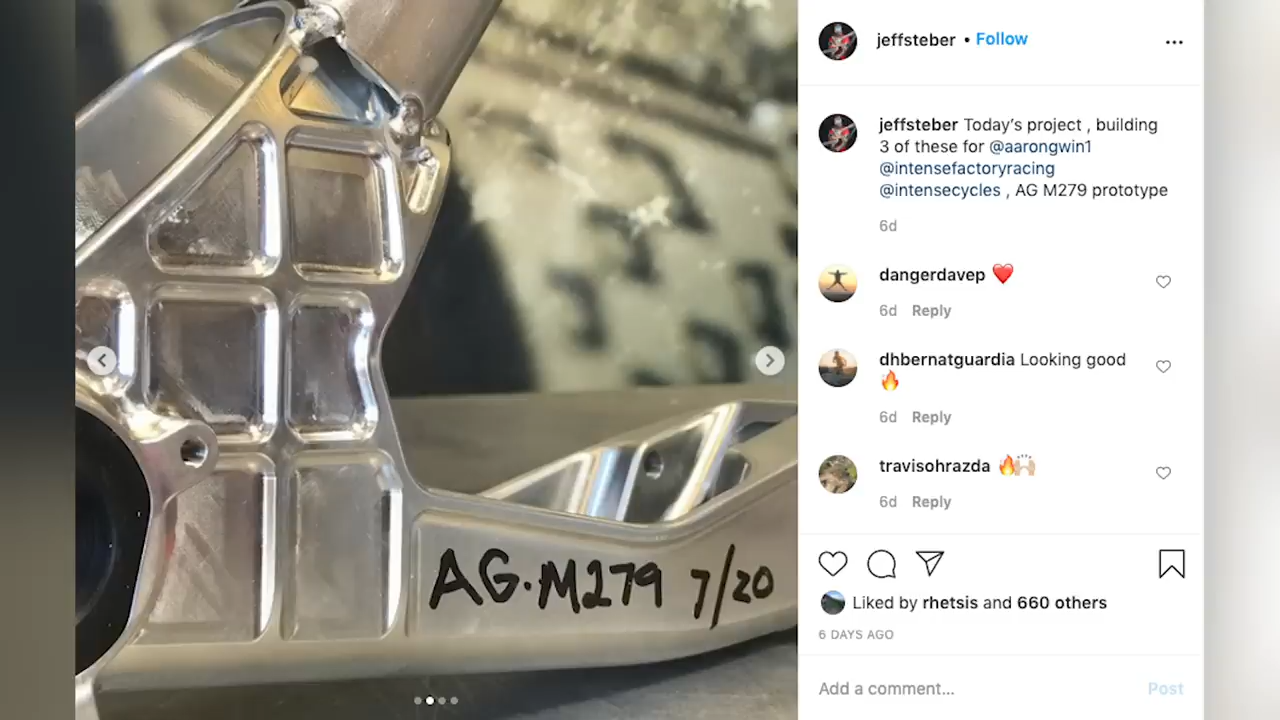 AG.M279 7/20
jeffsteber • Follow
jeffsteber Today's project , building
3 of these for @aarongwin1
@intensefactoryracing
@intensecycles , AG M279 prototype
6d
dangerdavep ❤️
6d Reply
dhbernatguardia Looking good
🔥
6d Reply
travisohrazda 🔥🙌🏻
6d Reply
Liked by rhetsis and 660 others
6 DAYS AGO
Add a comment... Post